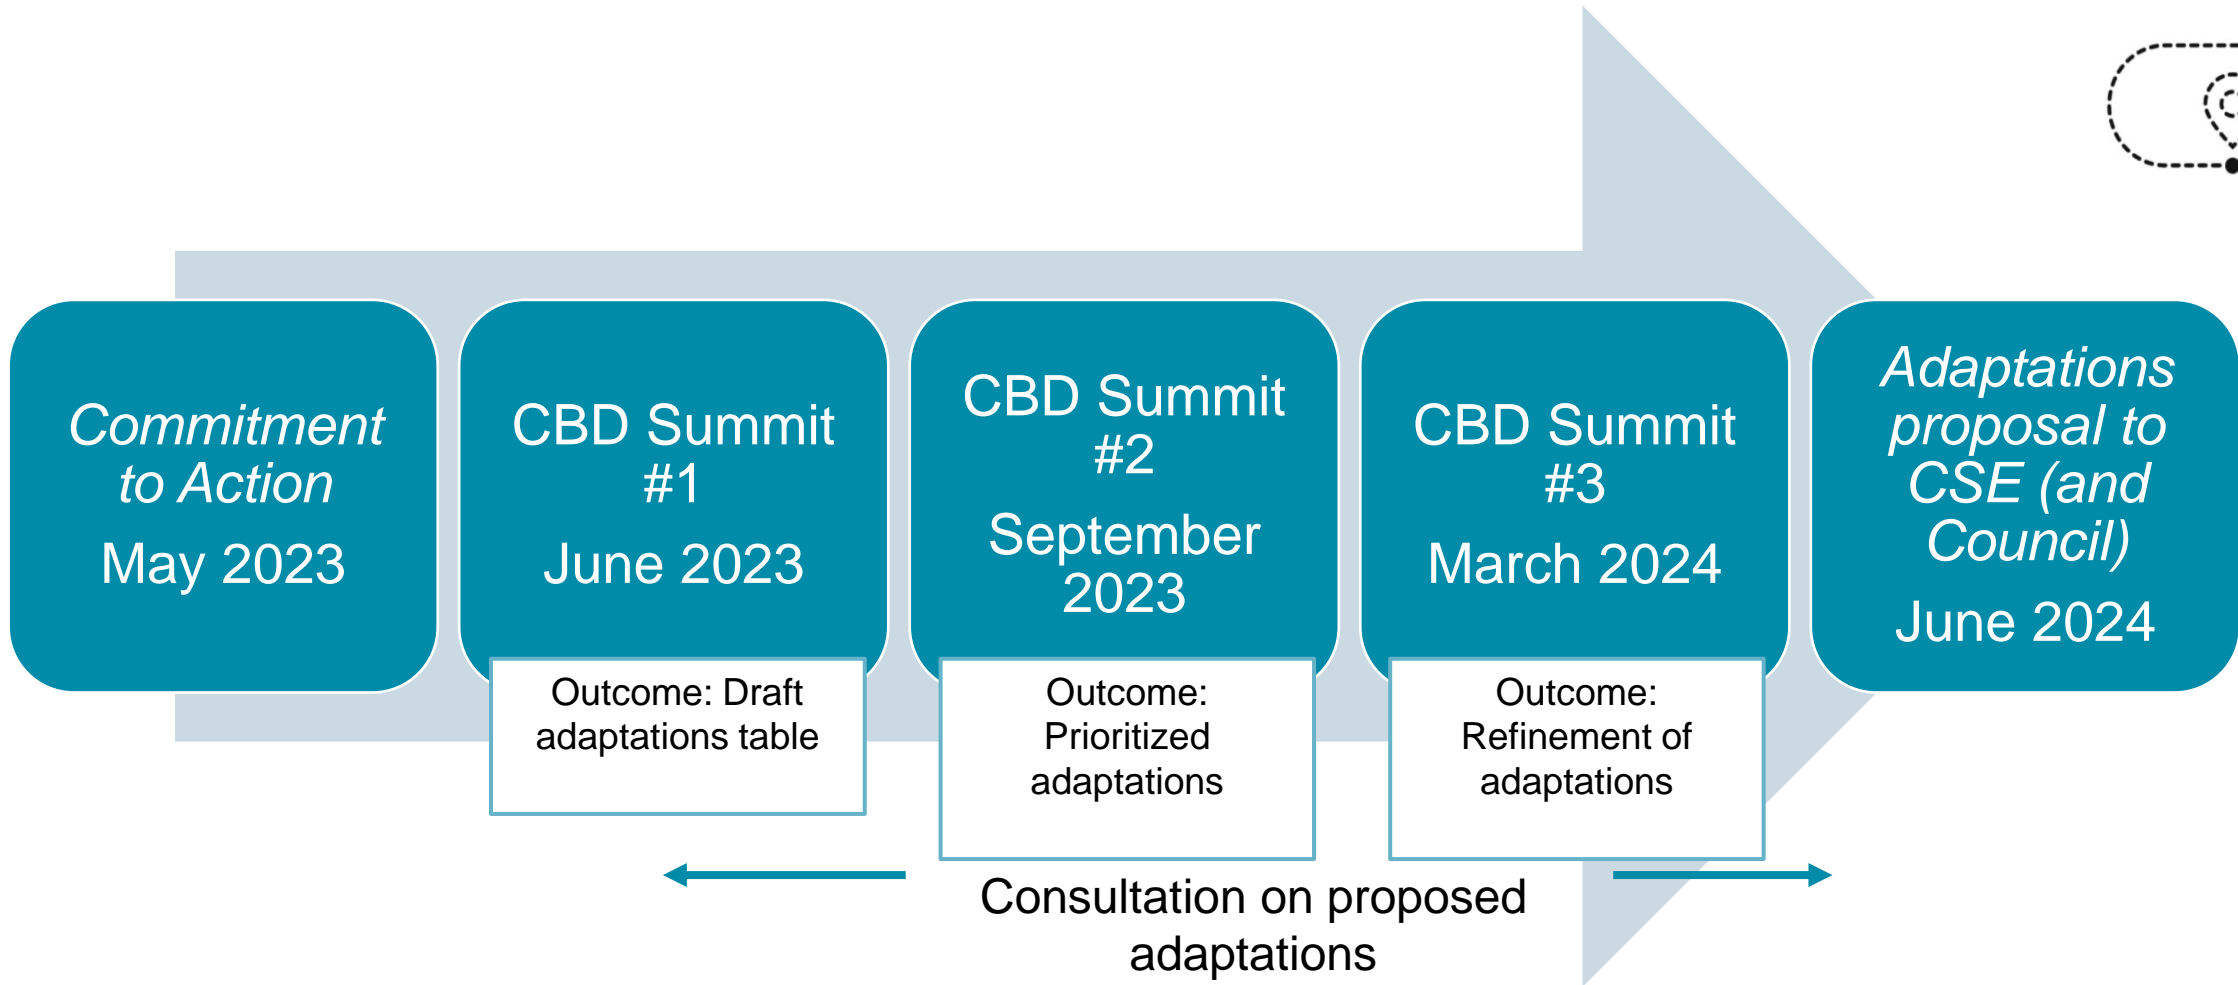 Commitment
to Action
May 2023
CBD Summit
#1
June 2023
CBD Summit
#2
September
2023
CBD Summit
#3
March 2024
Adaptations
proposal to
CSE (and
Council)
June 2024
Outcome: Draft
adaptations table
Outcome:
Prioritized
adaptations
Outcome:
Refinement of
adaptations
Consultation on proposed
adaptations